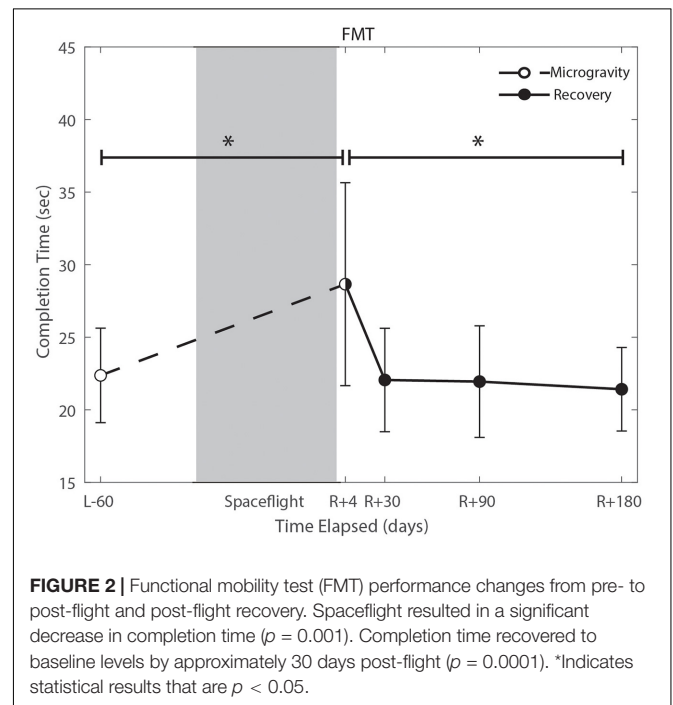 FMT
45
40
35
30
25
20
15
Completion Time (sec)
Microgravity
Recovery
*
*
L-60 Spaceflight R+4 R+30 R+90 R+180
Time Elapsed (days)
FIGURE 2 | Functional mobility test (FMT) performance changes from pre- to
post-flight and post-flight recovery. Spaceflight resulted in a significant
decrease in completion time (p = 0.001). Completion time recovered to
baseline levels by approximately 30 days post-flight (p = 0.0001). *Indicates
statistical results that are p < 0.05.